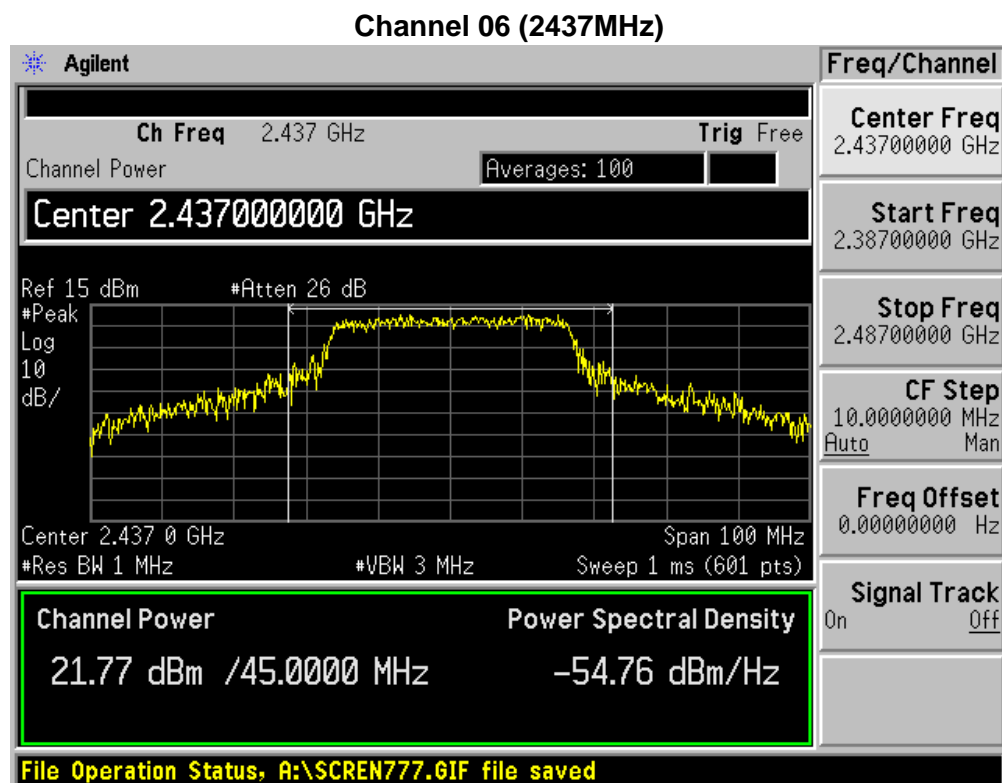 Channel 06 (2437MHz)
Agilent
Freq/Channel
Ch Freq 2.437 GHz Trig Free
Channel Power Averages: 100
Center 2.437000000 GHz
Ref 15 dBm #Atten 26 dB
#Peak
Log
10
dB/
Center 2.437 0 GHz Span 100 MHz
#Res BW 1 MHz #VBW 3 MHz Sweep 1 ms (601 pts)
Channel Power Power Spectral Density
21.77 dBm /45.0000 MHz -54.76 dBm/Hz
Center Freq
2.43700000 GHz
Start Freq
2.38700000 GHz
Stop Freq
2.48700000 GHz
CF Step
10.0000000 MHz
Auto Man
Freq Offset
0.00000000 Hz
Signal Track
On Off
File Operation Status, A:\SCREN777.GIF file saved